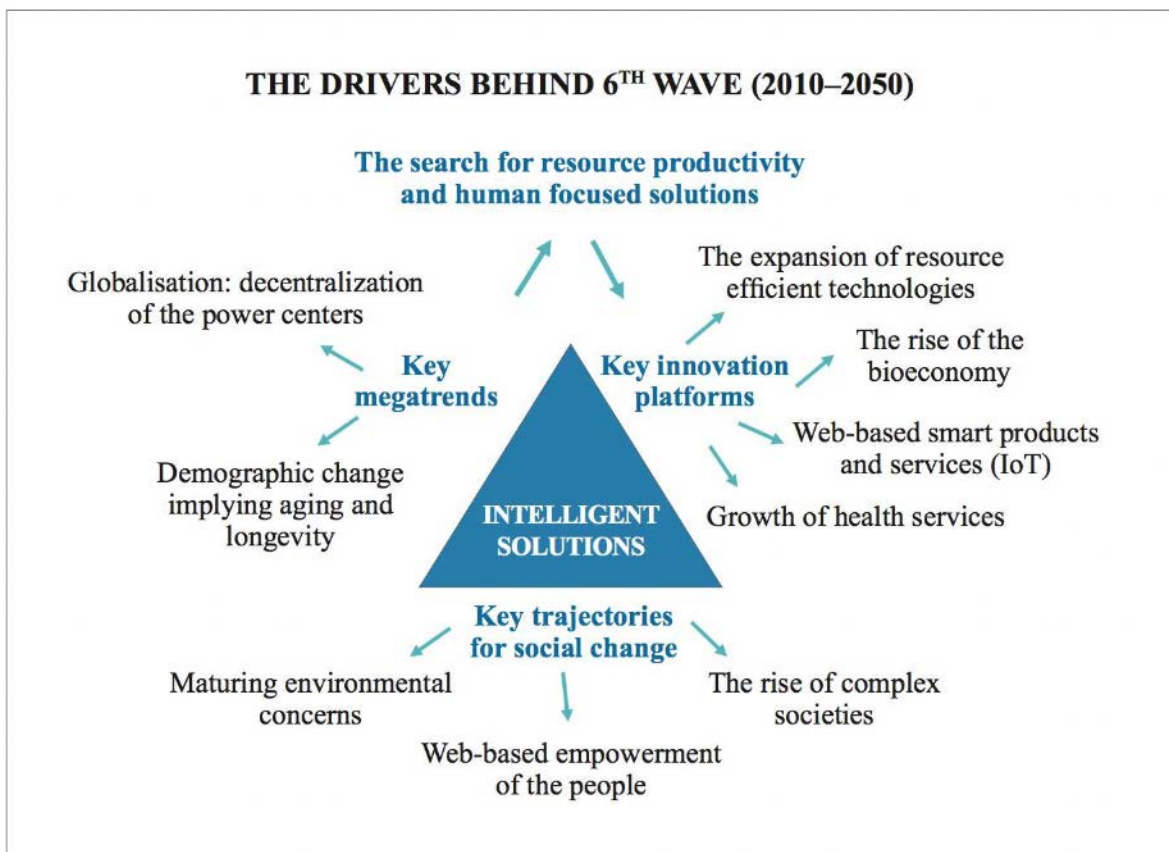 THE DRIVERS BEHIND 6TH WAVE (2010–2050)
The search for resource productivity
and human focused solutions
Globalisation: decentralization
of the power centers
Key
megatrends
Demographic change
implying aging and
longevity
Key innovation
platforms
The expansion of resource
efficient technologies
The rise of the
bioeconomy
Web-based smart products
and services (IoT)
Growth of health services
INTELLIGENT
SOLUTIONS
Key trajectories
for social change
Maturing environmental
concerns
Web-based empowerment
of the people
The rise of complex
societies